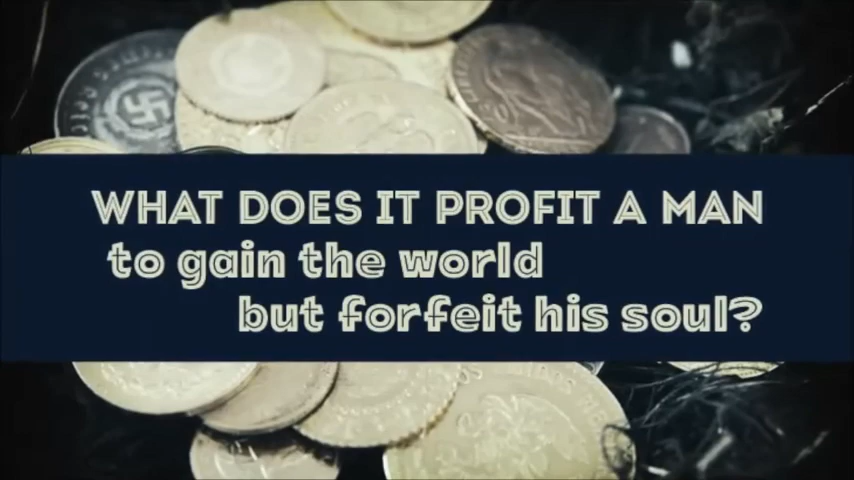 WHAT DOES IT PROFIT A MAN
to gain the world
but forfeit his soul?